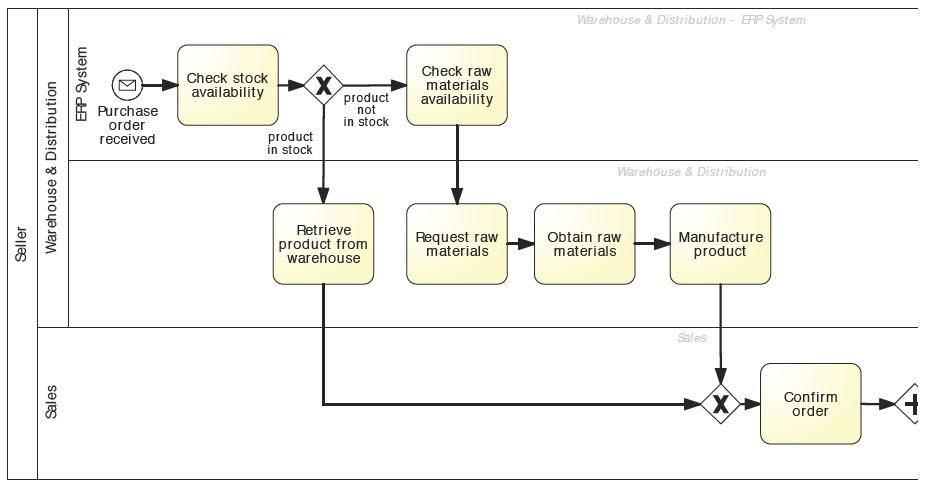 Warehouse & Distribution - ERP System
Seller
Warehouse & Distribution
ERP System
Purchase
order
received
Check stock
availability
X
product
not
in stock
product
in stock
Check raw
materials
availability
Warehouse & Distribution
Retrieve
product from
warehouse
Request raw
materials
Obtain raw
materials
Manufacture
product
Sales
Sales
X
Confirm
order